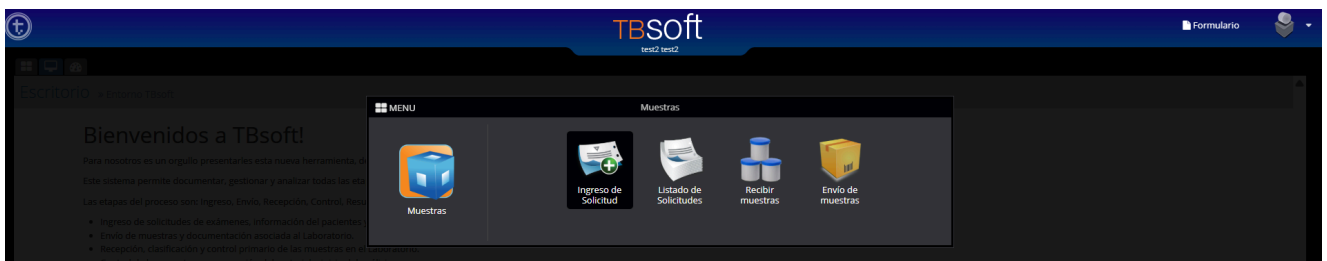 t.
TBsoft
test2 test2
Formulario
Escritorio
MENU
Muestras
Bienvenidos a TBsoft!
Para nosotros es un orgullo presentarles esta nueva herramienta, d
Este sistema permite documentar, gestionar y analizar todas las eta
Las etapas del proceso son: Ingreso, Envío, Recepción, Control, Resu
Ingreso de solicitudes de exámenes: información del pacientes
Envío de muestras y documentación asociada al Laboratorio.
Recepción, clasificación y control primario de las muestras en el Laboratorio.
Muestras
Ingreso de
Solicitud
Listado de
Solicitudes
Recibir
muestras
Envío de
muestras